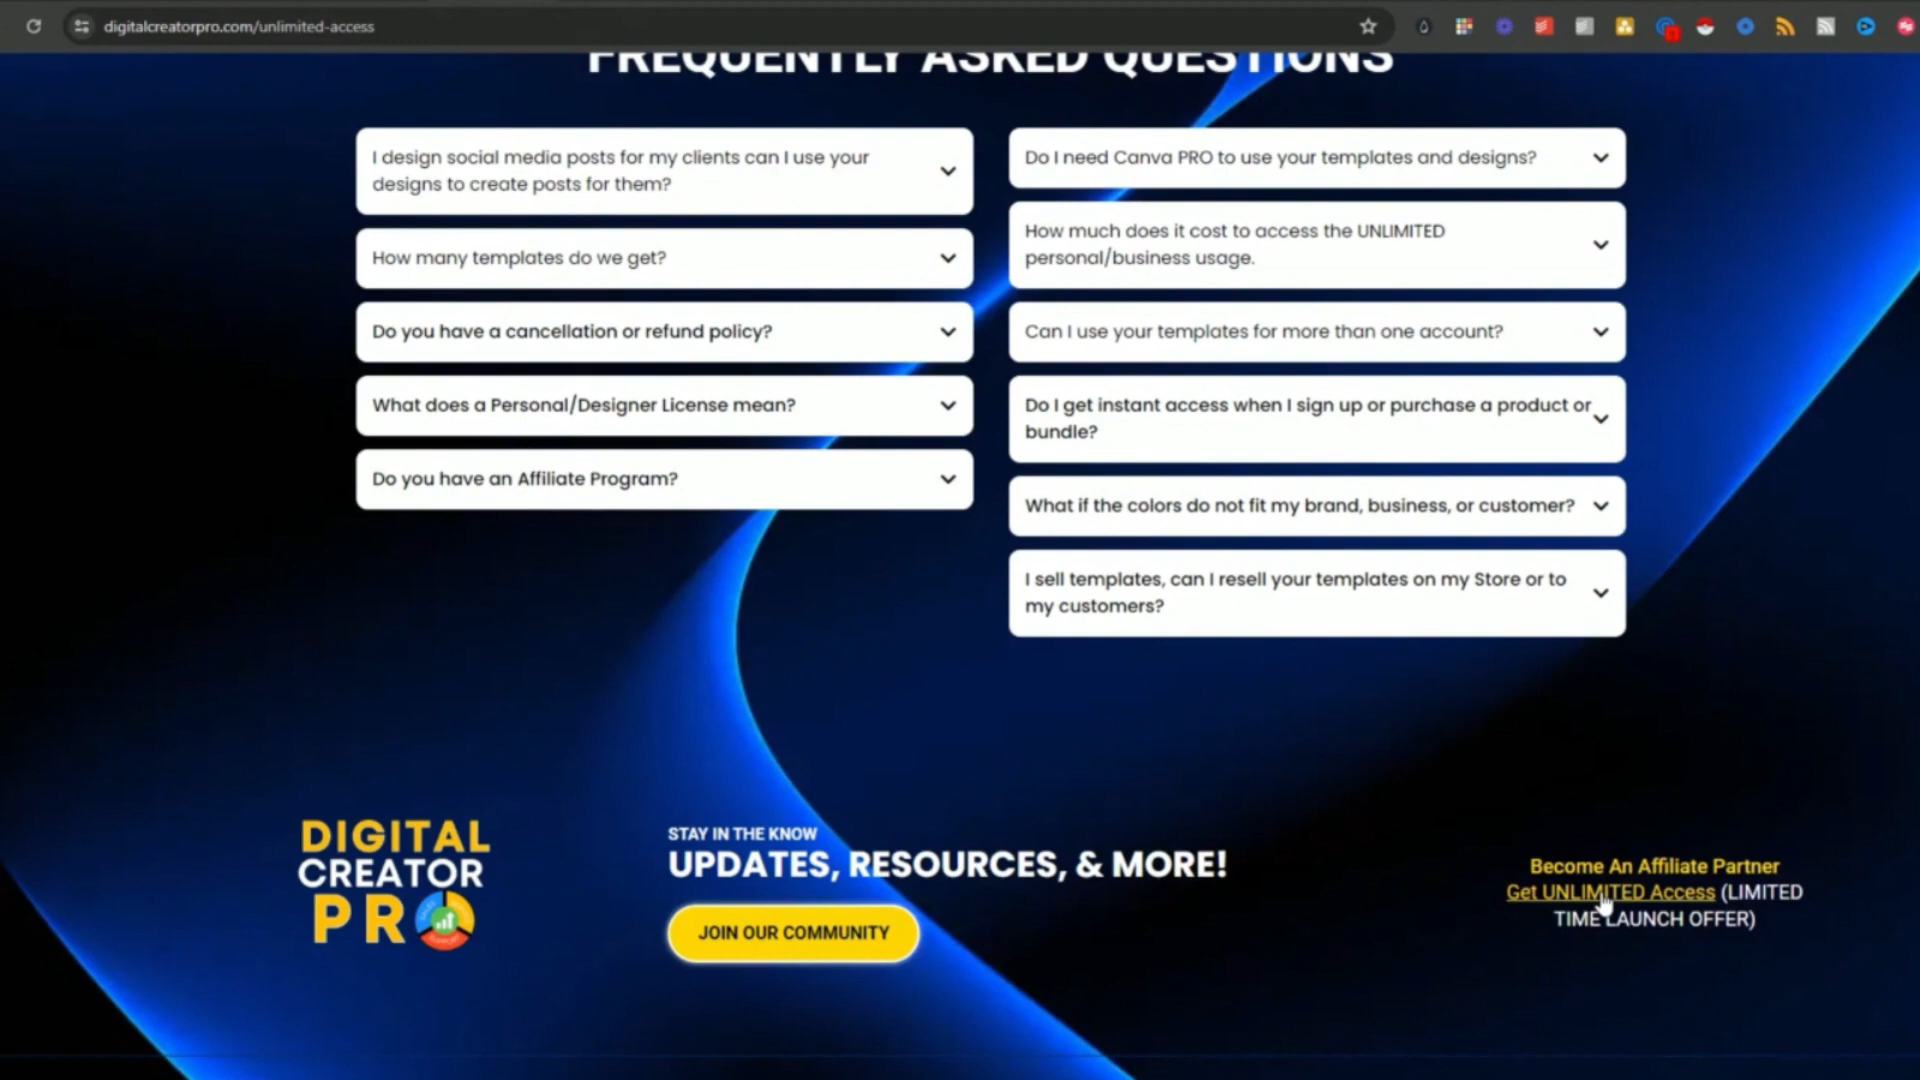 digitalcreatorpro.com/unlimited-access
FREQUENTLY ASKED QUESTIONS
I design social media posts for my clients can I use your
designs to create posts for them?
How many templates do we get?
Do you have a cancellation or refund policy?
What does a Personal/Designer License mean?
Do you have an Affiliate Program?
Do I need Canva PRO to use your templates and designs?
How much does it cost to access the UNLIMITED
personal/business usage.
Can I use your templates for more than one account?
Do I get instant access when I sign up or purchase a product or
bundle?
What if the colors do not fit my brand, business, or customer?
I sell templates, can I resell your templates on my Store or to
my customers?
DIGITAL
CREATOR
PRO
STAY IN THE KNOW
UPDATES, RESOURCES, & MORE!
JOIN OUR COMMUNITY
Become An Affiliate Partner
Get UNLIMITED Access (LIMITED
TIME LAUNCH OFFER)